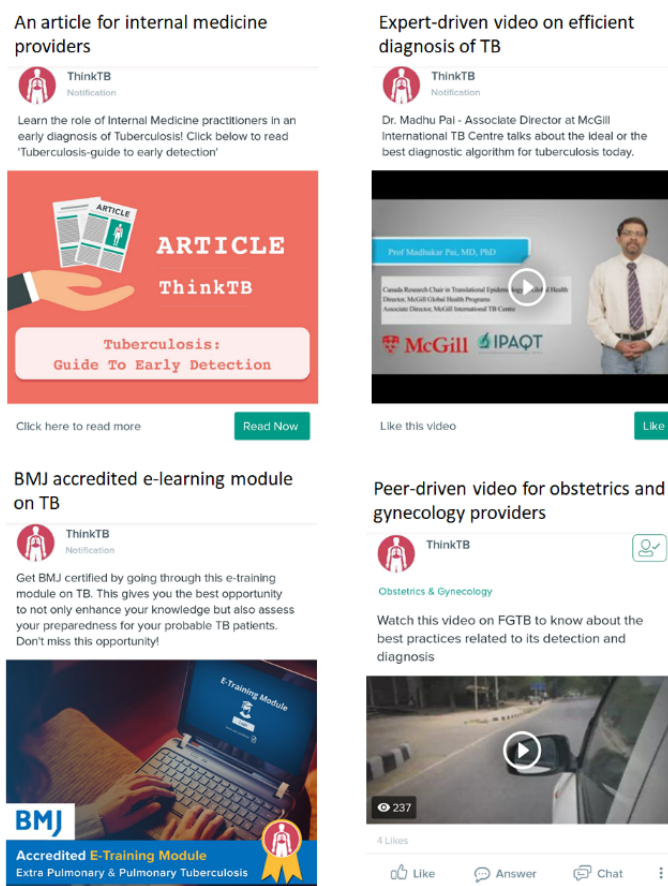 An article for internal medicine
providers
ThinkTB
Notification
Learn the role of Internal Medicine practitioners in an
early diagnosis of Tuberculosis! Click below to read
'Tuberculosis-guide to early detection'
ARTICLE
ARTICLE
ThinkTB
Tuberculosis:
Guide To Early Detection
Click here to read more
Read Now
Expert-driven video on efficient
diagnosis of TB
ThinkTB
Notification
Dr. Madhu Pai - Associate Director at McGill
International TB Centre talks about the ideal or the
best diagnostic algorithm for tuberculosis today.
Prof Madhukar Pai, MD, PhD
Canada Research Chair in Translational Epidemiology Global Health
Director, McGill Global Health Programs
Associate Director, McGill International TB Centre
McGill IPAQT
Like this video
Like
BMJ accredited e-learning module
on TB
ThinkTB
Notification
Get BMJ certified by going through this e-training
module on TB. This gives you the best opportunity
to not only enhance your knowledge but also assess
your preparedness for your probable TB patients.
Don't miss this opportunity!
E-Training Module
BMJ
Accredited E-Training Module
Extra Pulmonary & Pulmonary Tuberculosis
Peer-driven video for obstetrics and
gynecology providers
ThinkTB
Obstetrics & Gynecology
Watch this video on FGTB to know about the
best practices related to its detection and
diagnosis
237
4 Likes
Like Answer Chat